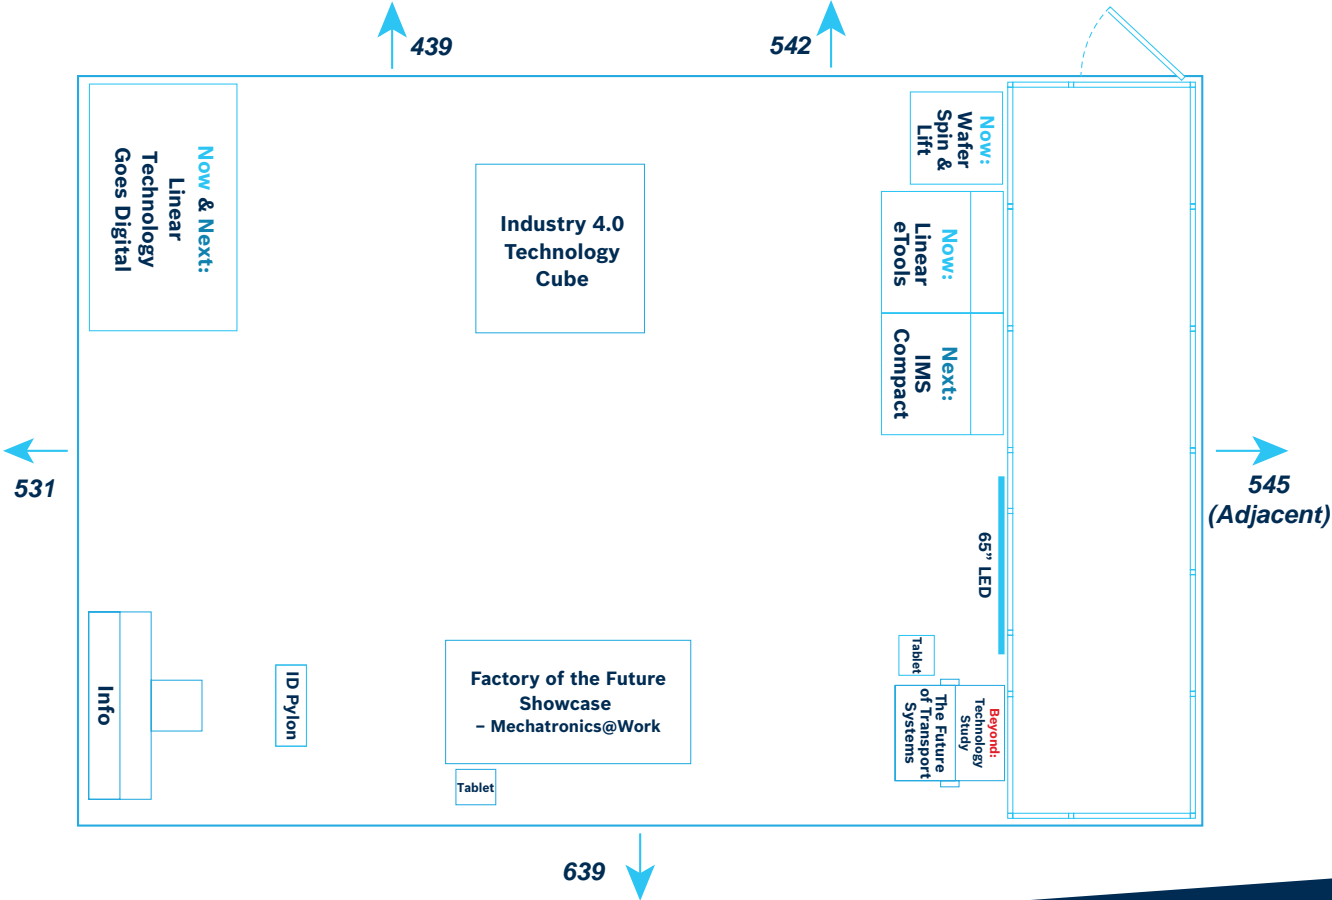 439
542
Now & Next:
Linear
Technology
Goes Digital
Industry 4.0
Technology
Cube
Now:
Wafer
Spin &
Lift
Now:
Linear
eTools
Next:
IMS
Compact
531
545
(Adjacent)
65” LED
Info
ID Pylon
Factory of the Future
Showcase
– Mechatronics@Work
Tablet
Tablet
Beyond:
Technology
Study
The Future
of Transport
Systems
639